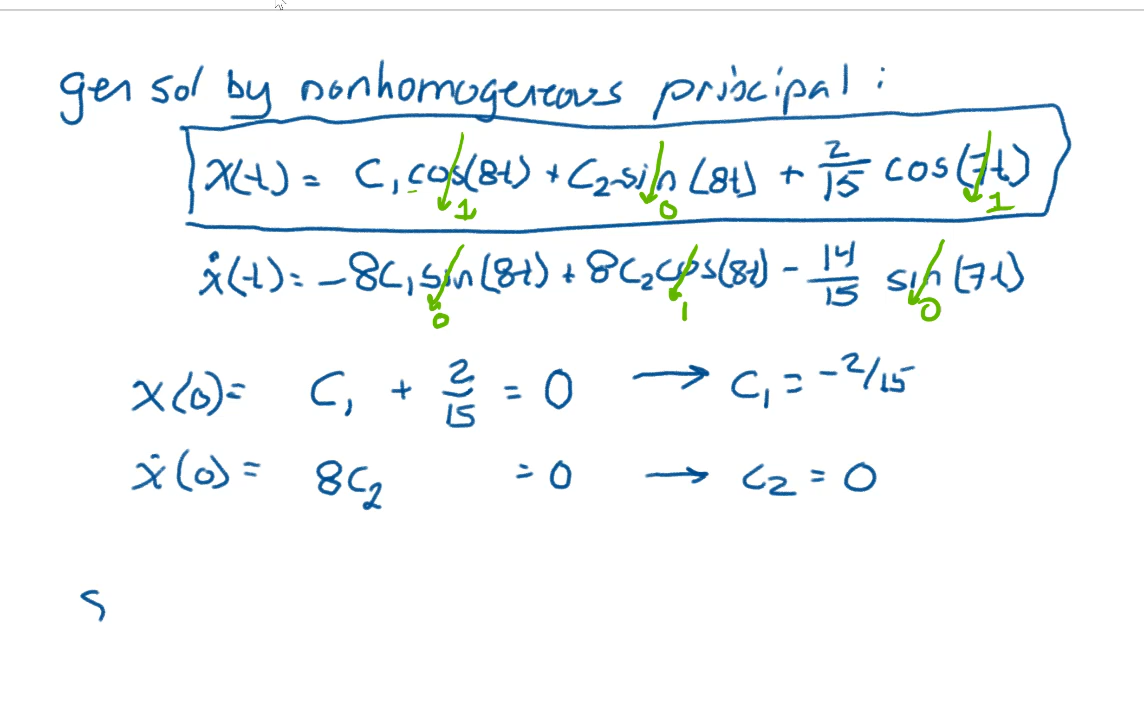 gen sol by nonhomogeneous principal :
x(t) = C₁cos(8t) + C₂sin(8t) + 2/15 cos(7t)
1 0 1
ẋ(t) = -8C₁sin(8t) + 8C₂cos(8t) - 14/15 sin(7t)
0 1 0
x(0) = C₁ + 2/15 = 0 → C₁ = -2/15
ẋ(0) = 8C₂ = 0 → C₂ = 0
S